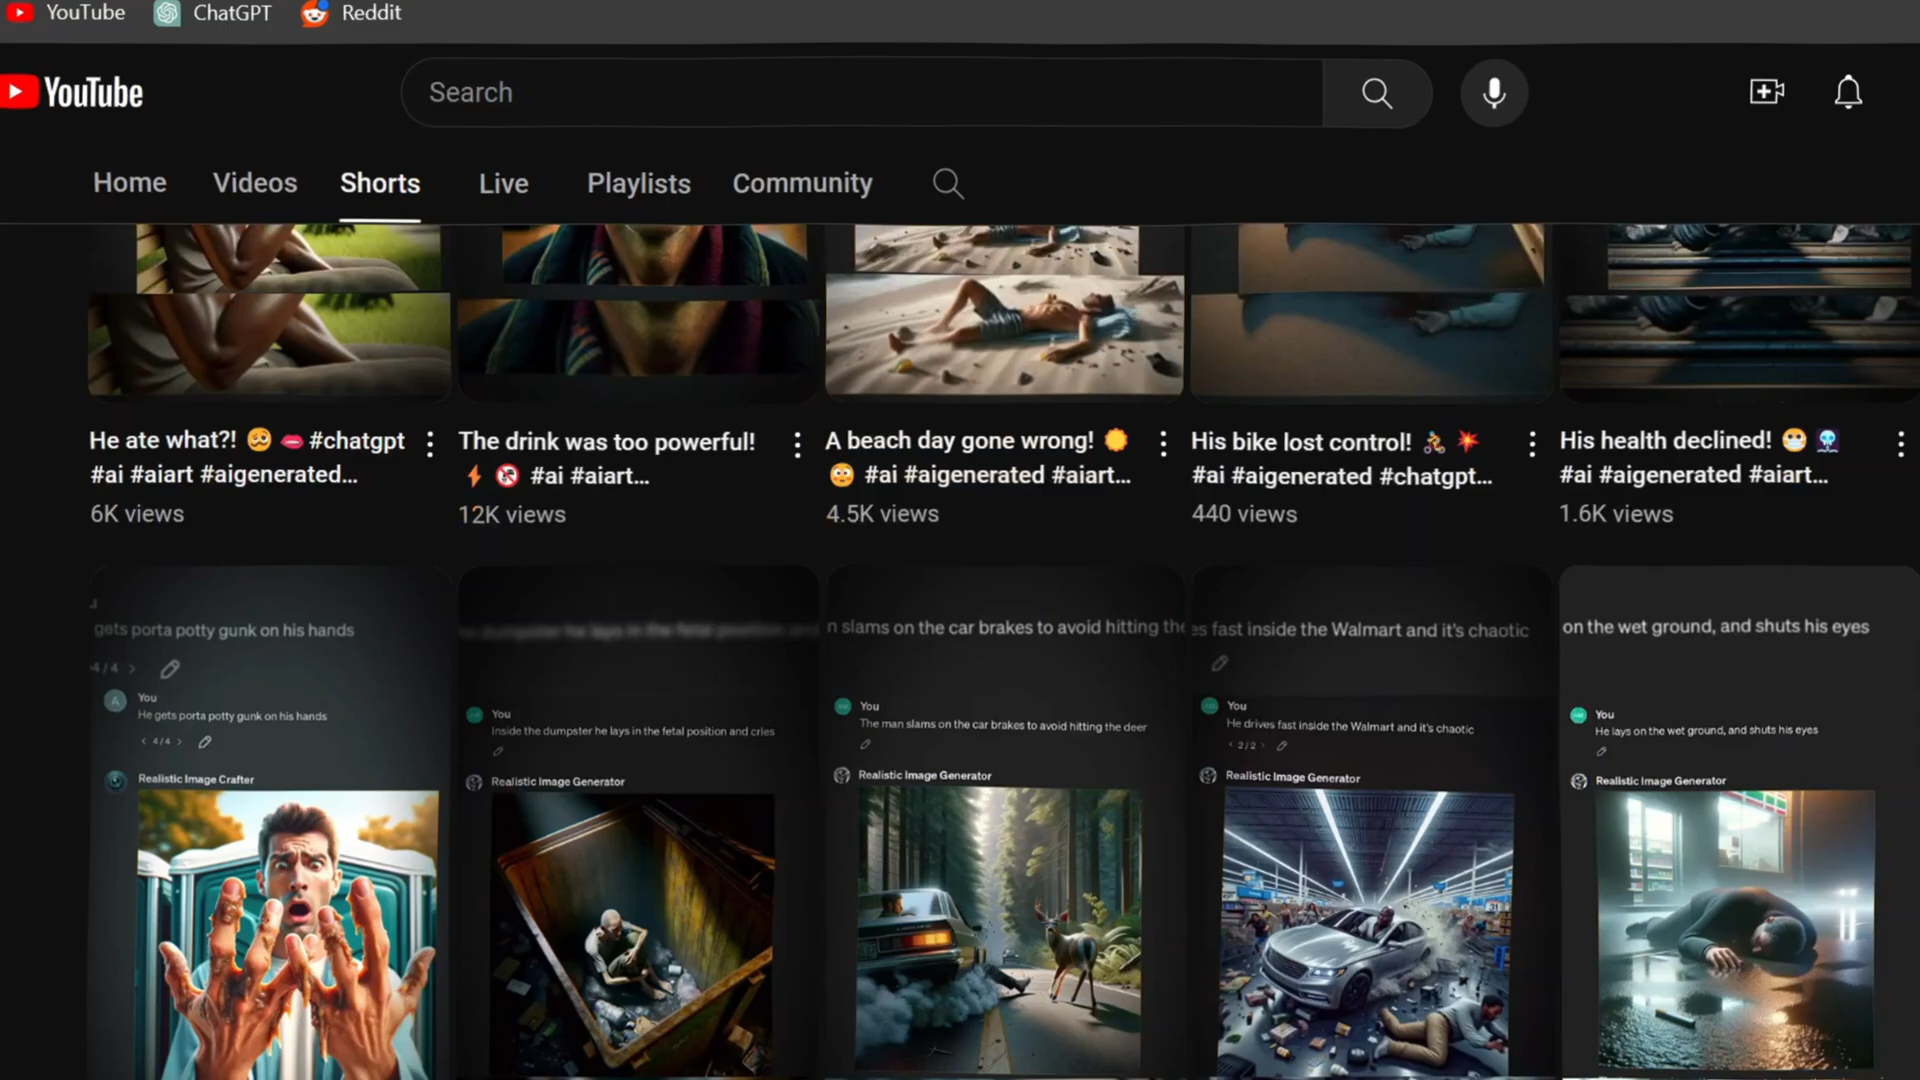 YouTube ChatGPT Reddit
YouTube
Search
Home Videos Shorts Live Playlists Community
He ate what?! 🥺 👄 #chatgpt
#ai #aiart #aigenerated...
6K views
The drink was too powerful!
⚡ 🚱 #ai #aiart...
12K views
A beach day gone wrong! ☀️
😳 #ai #aigenerated #aiart...
4.5K views
His bike lost control! 🚴 💥
#ai #aigenerated #chatgpt...
440 views
His health declined! 😷 ☠️
#ai #aigenerated #aiart...
1.6K views
gets porta potty gunk on his hands
4/4 >
You
He gets porta potty gunk on his hands
< 4/4 >
Realistic Image Crafter
You
Inside the dumpster he lays in the fetal position and cries
Realistic Image Generator
n slams on the car brakes to avoid hitting the
You
The man slams on the car brakes to avoid hitting the deer
Realistic Image Generator
es fast inside the Walmart and it's chaotic
You
He drives fast inside the Walmart and it's chaotic
< 2/2 >
Realistic Image Generator
on the wet ground, and shuts his eyes
You
He lays on the wet ground, and shuts his eyes
Realistic Image Generator